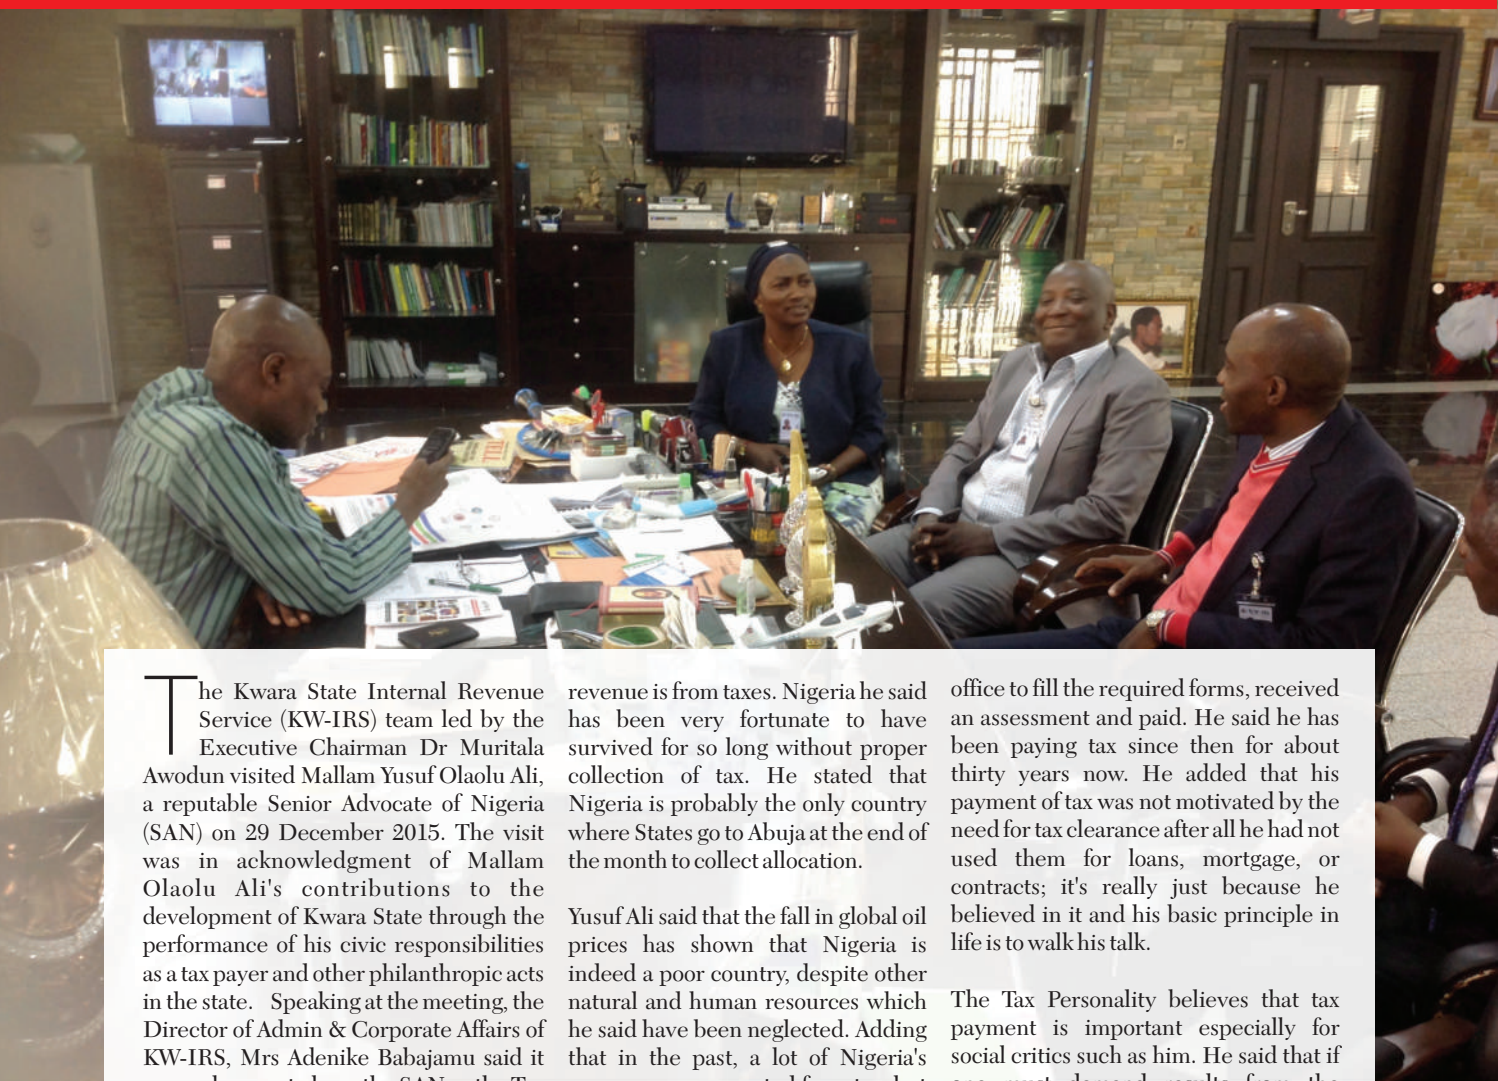 TELL
The Kwara State Internal Revenue
Service (KW-IRS) team led by the
Executive Chairman Dr Muritala
Awodun visited Mallam Yusuf Olaolu Ali,
a reputable Senior Advocate of Nigeria
(SAN) on 29 December 2015. The visit
was in acknowledgment of Mallam
Olaolu Ali's contributions to the
development of Kwara State through the
performance of his civic responsibilities
as a tax payer and other philanthropic acts
in the state. Speaking at the meeting, the
Director of Admin & Corporate Affairs of
KW-IRS, Mrs Adenike Babajamu said it
revenue is from taxes. Nigeria he said
has been very fortunate to have
survived for so long without proper
collection of tax. He stated that
Nigeria is probably the only country
where States go to Abuja at the end of
the month to collect allocation.
Yusuf Ali said that the fall in global oil
prices has shown that Nigeria is
indeed a poor country, despite other
natural and human resources which
he said have been neglected. Adding
that in the past, a lot of Nigeria's
office to fill the required forms, received
an assessment and paid. He said he has
been paying tax since then for about
thirty years now. He added that his
payment of tax was not motivated by the
need for tax clearance after all he had not
used them for loans, mortgage, or
contracts; it's really just because he
believed in it and his basic principle in
life is to walk his talk.
The Tax Personality believes that tax
payment is important especially for
social critics such as him. He said that if